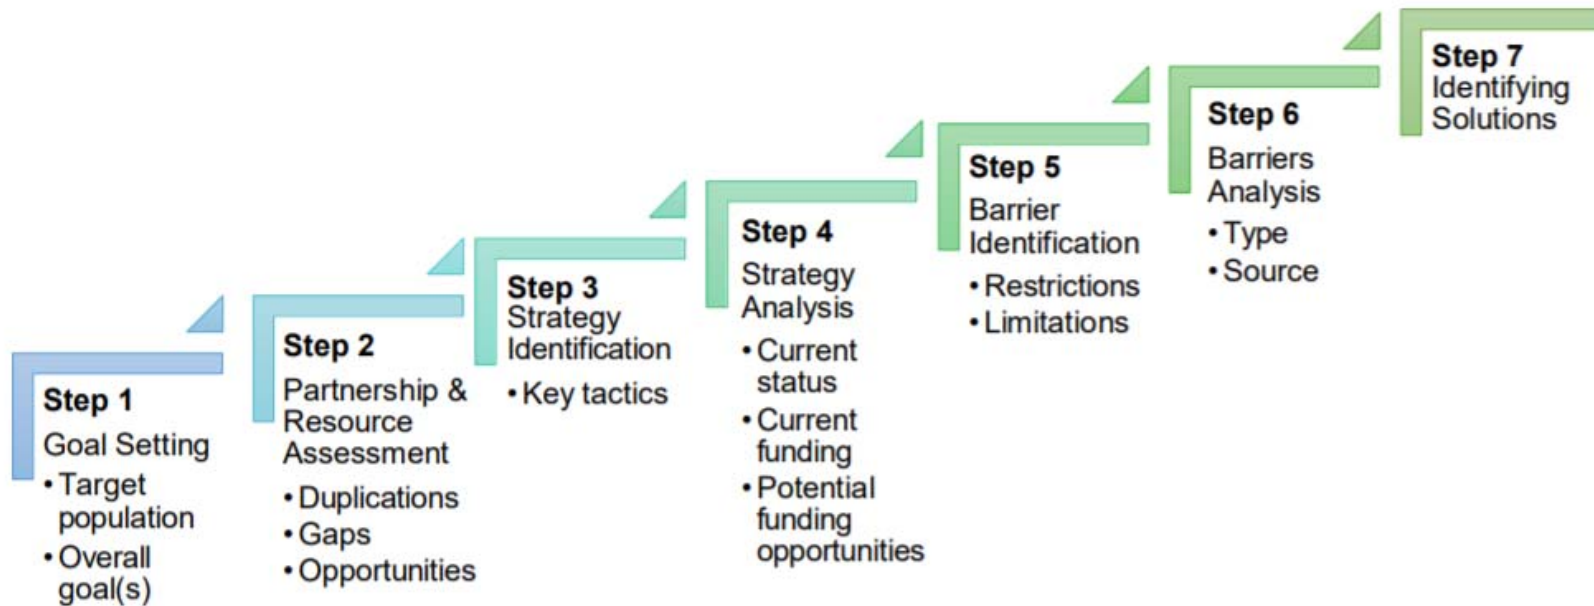 Step 1
Goal Setting
• Target
population
• Overall
goal(s)
Step 2
Partnership &
Resource
Assessment
• Duplications
• Gaps
• Opportunities
Step 3
Strategy
Identification
• Key tactics
Step 4
Strategy
Analysis
• Current
status
• Current
funding
• Potential
funding
opportunities
Step 5
Barrier
Identification
• Restrictions
• Limitations
Step 6
Barriers
Analysis
• Type
• Source
Step 7
Identifying
Solutions